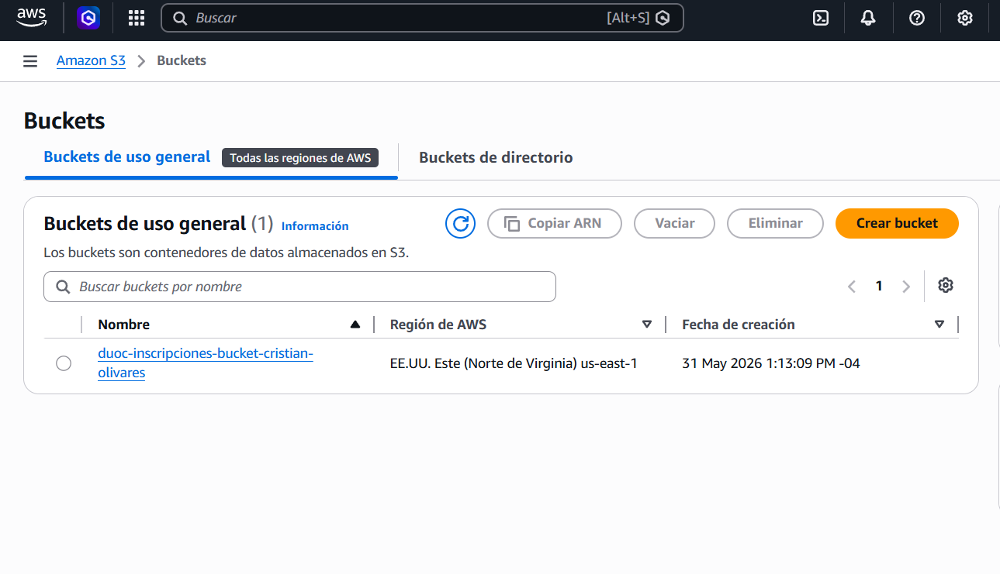 aws
Buscar [Alt+S]
Amazon S3 > Buckets
Buckets
Buckets de uso general Todas las regiones de AWS Buckets de directorio
Buckets de uso general (1) Información Copiar ARN Vaciar Eliminar Crear bucket
Los buckets son contenedores de datos almacenados en S3.
Buscar buckets por nombre
1
Nombre Región de AWS Fecha de creación
duoc-inscripciones-bucket-cristian-
olivares
EE.UU. Este (Norte de Virginia) us-east-1 31 May 2026 1:13:09 PM -04